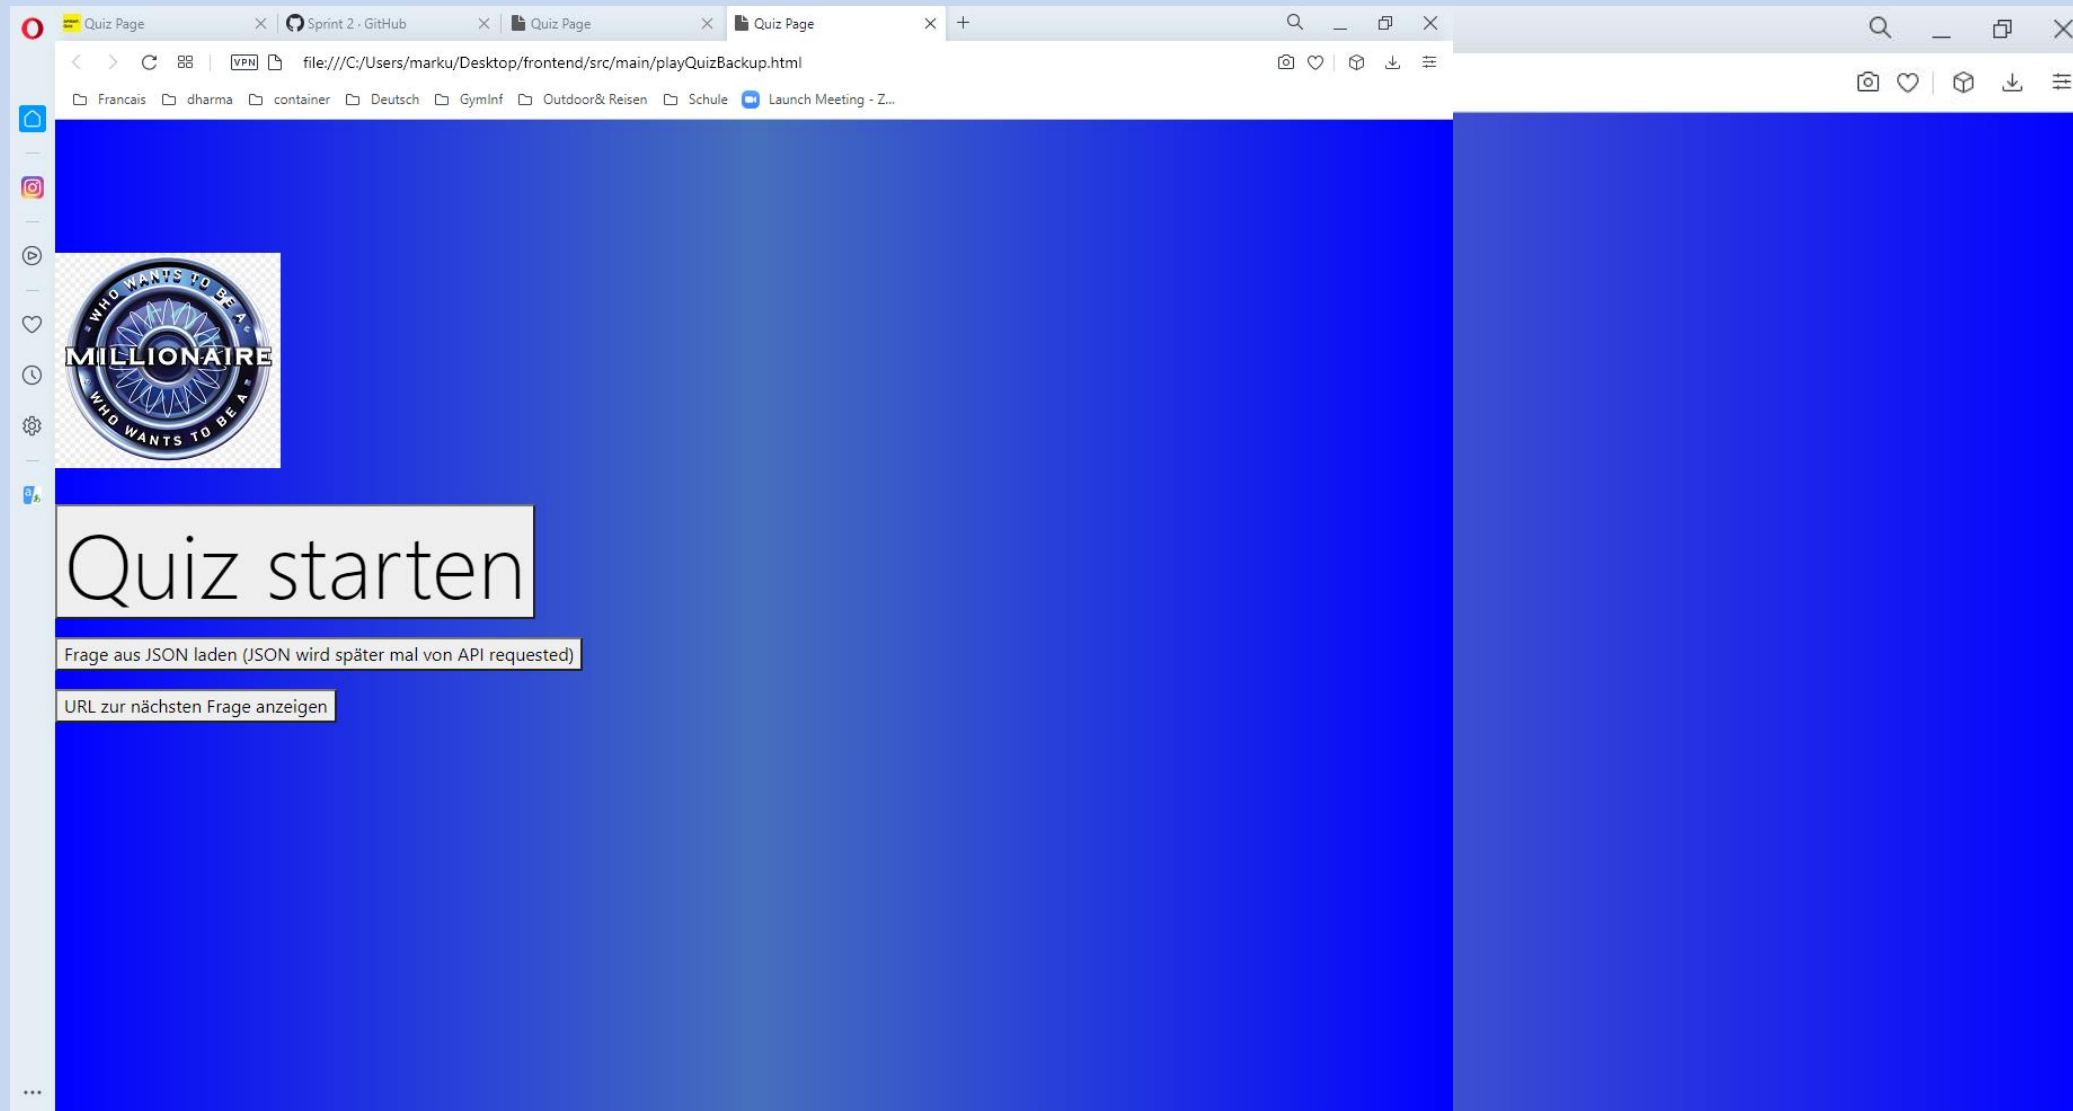 Quiz Page
Sprint 2 · GitHub
Quiz Page
Quiz Page
VPN
file:///C:/Users/marku/Desktop/frontend/src/main/playQuizBackup.html
Francais
dharma
container
Deutsch
GymInf
Outdoor& Reisen
Schule
Launch Meeting - Z...
WHO WANTS TO BE A
MILLIONAIRE
WHO WANTS TO BE A
Quiz starten
Frage aus JSON laden (JSON wird später mal von API requested)
URL zur nächsten Frage anzeigen